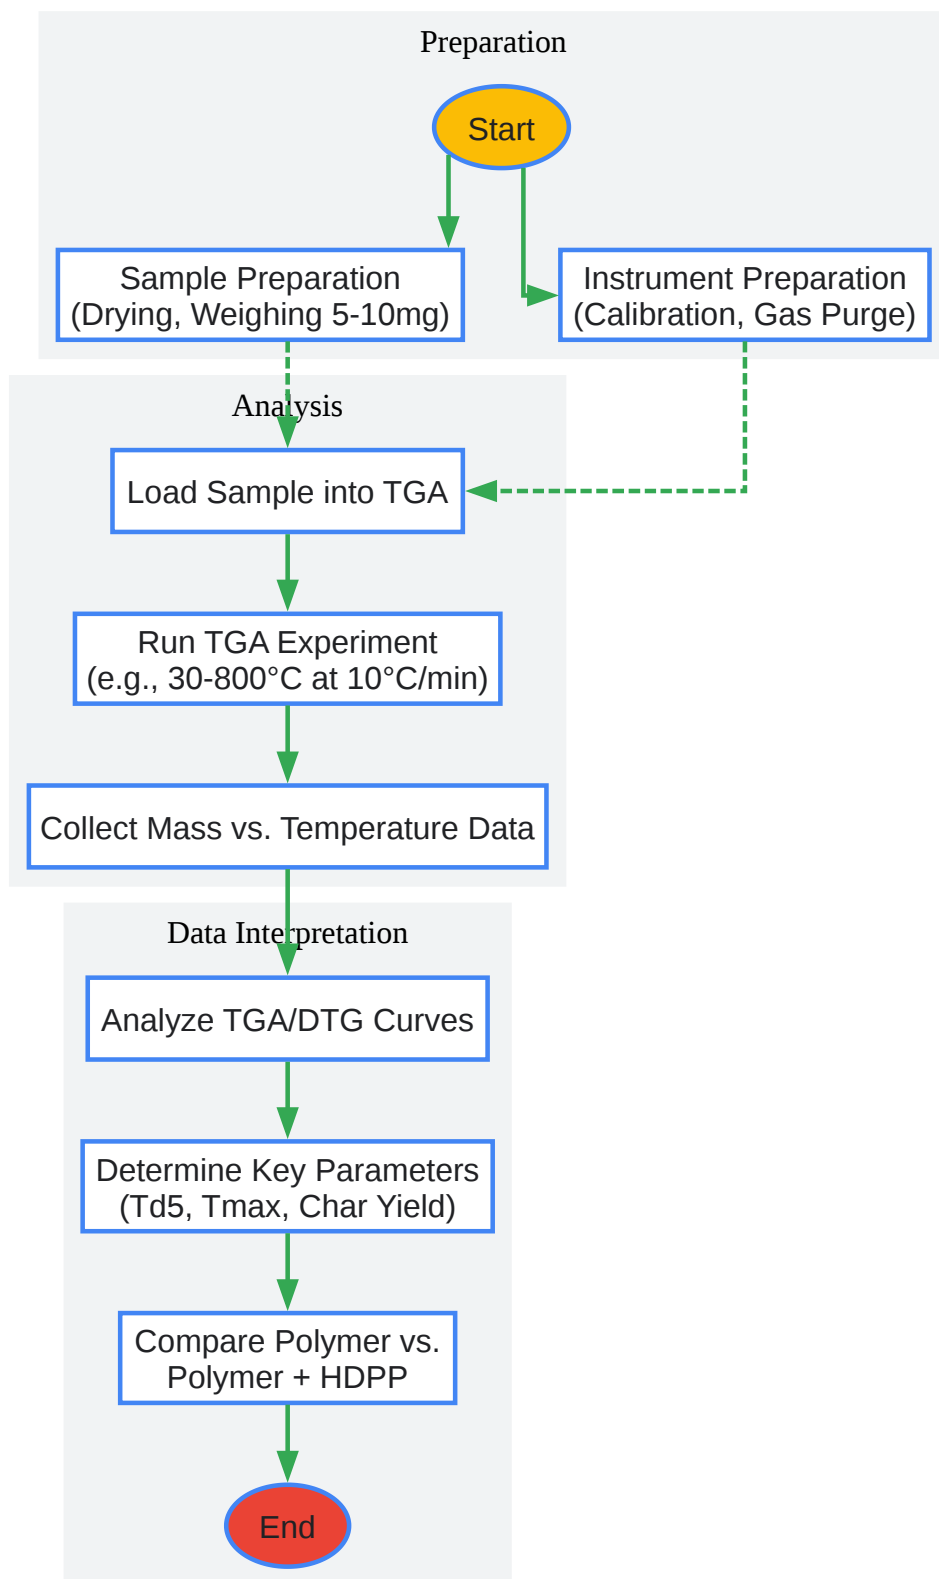 Preparation
Start
Sample Preparation
(Drying, Weighing 5-10mg)
Instrument Preparation
(Calibration, Gas Purge)
Analysis
Load Sample into TGA
Run TGA Experiment
(e.g., 30-800°C at 10°C/min)
Collect Mass vs. Temperature Data
Data Interpretation
Analyze TGA/DTG Curves
Determine Key Parameters
(Td5, Tmax, Char Yield)
Compare Polymer vs.
Polymer + HDPP
End